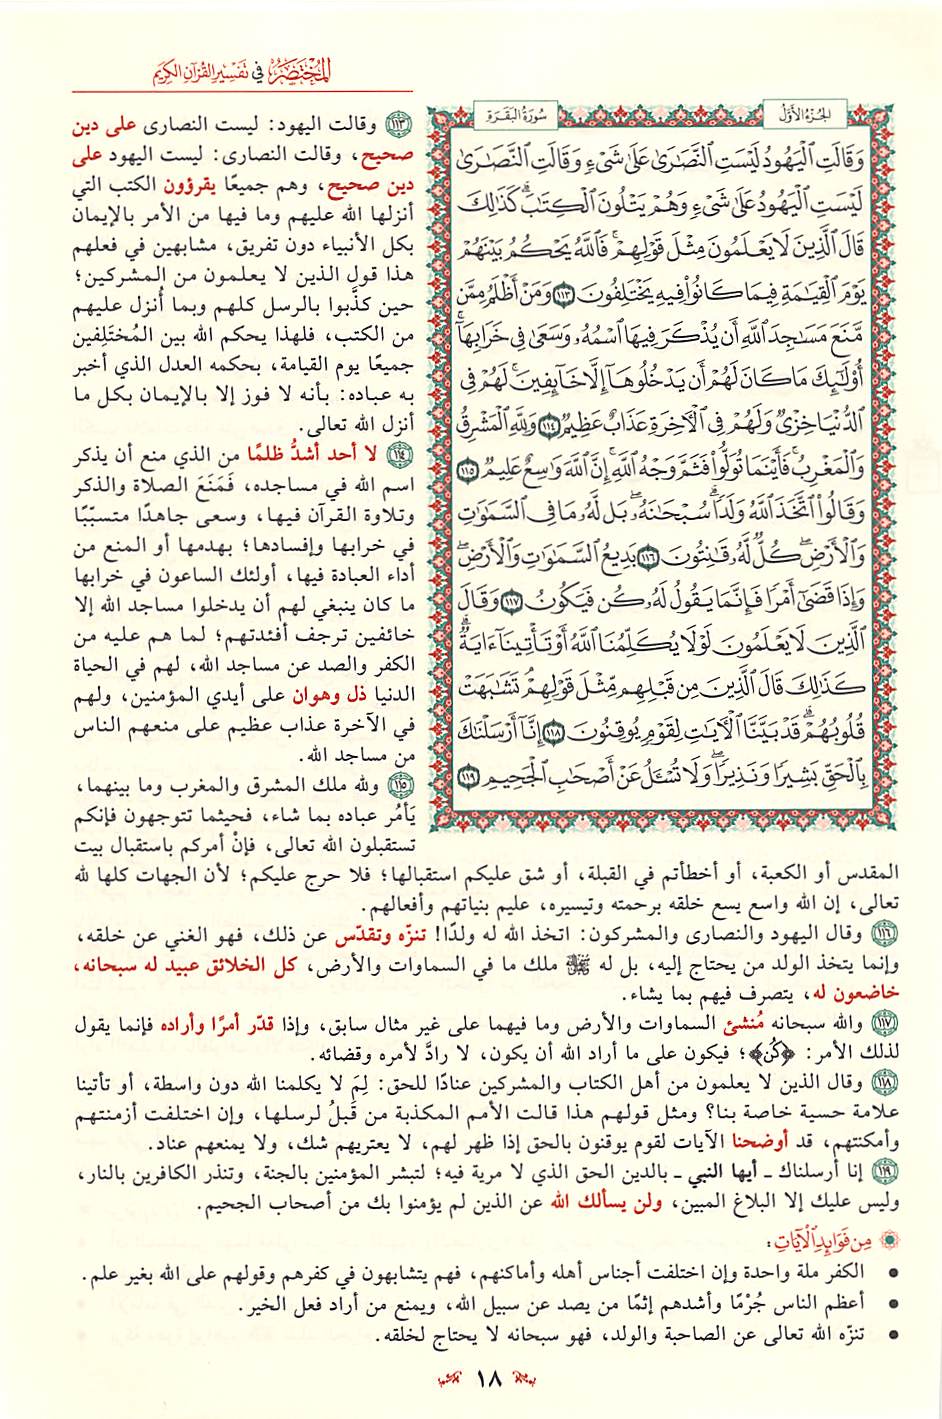 المختصر في تفسير القرآن الكريم
الجزء الأول
سورة البقرة
وَقَالَتِ ٱلْيَهُودُ لَيْسَتِ ٱلنَّصَٰرَىٰ عَلَىٰ شَىْءٍ وَقَالَتِ ٱلنَّصَٰرَىٰ
لَيْسَتِ ٱلْيَهُودُ عَلَىٰ شَىْءٍ وَهُمْ يَتْلُونَ ٱلْكِتَٰبَۗ كَذَٰلِكَ
قَالَ ٱلَّذِينَ لَا يَعْلَمُونَ مِثْلَ قَوْلِهِمْۚ فَٱللَّهُ يَحْكُمُ بَيْنَهُمْ
يَوْمَ ٱلْقِيَٰمَةِ فِيمَا كَانُوا۟ فِيهِ يَخْتَلِفُونَ ١١٣ وَمَنْ أَظْلَمُ مِمَّن
مَّنَعَ مَسَٰجِدَ ٱللَّهِ أَن يُذْكَرَ فِيهَا ٱسْمُهُۥ وَسَعَىٰ فِى خَرَابِهَآۚ
أُو۟لَٰٓئِكَ مَا كَانَ لَهُمْ أَن يَدْخُلُوهَآ إِلَّا خَآئِفِينَۚ لَهُمْ فِى
ٱلدُّنْيَا خِزْىٌ وَلَهُمْ فِى ٱلْءَاخِرَةِ عَذَابٌ عَظِيمٌ ١١٤ وَلِلَّهِ ٱلْمَشْرِقُ
وَٱلْمَغْرِبُۚ فَأَيْنَمَا تُوَلُّوا۟ فَثَمَّ وَجْهُ ٱللَّهِۚ إِنَّ ٱللَّهَ وَٰسِعٌ عَلِيمٌ ١١٥
وَقَالُوا۟ ٱتَّخَذَ ٱللَّهُ وَلَدًاۗ سُبْحَٰنَهُۥۖ بَل لَّهُۥ مَا فِى ٱلسَّمَٰوَٰتِ
وَٱلْأَرْضِۖ كُلٌّ لَّهُۥ قَٰنِتُونَ ١١٦ بَدِيعُ ٱلسَّمَٰوَٰتِ وَٱلْأَرْضِۖ
وَإِذَا قَضَىٰٓ أَمْرًا فَإِنَّمَا يَقُولُ لَهُۥ كُن فَيَكُونُ ١١٧ وَقَالَ
ٱلَّذِينَ لَا يَعْلَمُونَ لَوْلَا يُكَلِّمُنَا ٱللَّهُ أَوْ تَأْتِينَآ ءَايَةٌۗ
كَذَٰلِكَ قَالَ ٱلَّذِينَ مِن قَبْلِهِم مِّثْلَ قَوْلِهِمْۘ تَشَٰبَهَتْ
قُلُوبُهُمْۗ قَدْ بَيَّنَّا ٱلْءَايَٰتِ لِقَوْمٍ يُوقِنُونَ ١١٨ إِنَّآ أَرْسَلْنَٰكَ
بِٱلْحَقِّ بَشِيرًا وَنَذِيرًاۖ وَلَا تُسْـَٔلُ عَنْ أَصْحَٰبِ ٱلْجَحِيمِ ١١٩
١١٣ وقالت اليهود: ليست النصارى على دين
صحيح، وقالت النصارى: ليست اليهود على
دين صحيح، وهم جميعًا يقرؤون الكتب التي
أنزلها الله عليهم وما فيها من الأمر بالإيمان
بكل الأنبياء دون تفريق، مشابهين في فعلهم
هذا قول الذين لا يعلمون من المشركين؛
حين كذَّبوا بالرسل كلهم وبما أُنزل عليهم
من الكتب، فلهذا يحكم الله بين المُختَلِفين
جميعًا يوم القيامة، بحكمه العدل الذي أخبر
به عباده: بأنه لا فوز إلا بالإيمان بكل ما
أنزل الله تعالى.
١١٤ لا أحد أشدُّ ظلمًا من الذي منع أن يذكر
اسم الله في مساجده، فَمَنَعَ الصلاة والذكر
وتلاوة القرآن فيها، وسعى جاهدًا متسبّبًا
في خرابها وإفسادها؛ بهدمها أو المنع من
أداء العبادة فيها، أولئك الساعون في خرابها
ما كان ينبغي لهم أن يدخلوا مساجد الله إلا
خائفين ترجف أفئدتهم؛ لما هم عليه من
الكفر والصد عن مساجد الله، لهم في الحياة
الدنيا ذل وهوان على أيدي المؤمنين، ولهم
في الآخرة عذاب عظيم على منعهم الناس
من مساجد الله.
١١٥ ولله ملك المشرق والمغرب وما بينهما،
يَأمُر عباده بما شاء، فحيثما تتوجهون فإنكم
تستقبلون الله تعالى، فإنْ أمركم باستقبال بيت
المقدس أو الكعبة، أو أخطأتم في القبلة، أو شق عليكم استقبالها؛ فلا حرج عليكم؛ لأن الجهات كلها لله
تعالى، إن الله واسع يسع خلقه برحمته وتيسيره، عليم بنياتهم وأفعالهم.
١١٦ وقال اليهود والنصارى والمشركون: اتخذ الله له ولدًا! تنزّه وتقدّس عن ذلك، فهو الغني عن خلقه،
وإنما يتخذ الولد من يحتاج إليه، بل له ملك ما في السماوات والأرض، كل الخلائق عبيد له سبحانه،
خاضعون له، يتصرف فيهم بما يشاء.
١١٧ والله سبحانه مُنشئ السماوات والأرض وما فيهما على غير مثال سابق، وإذا قدّر أمرًا وأراده فإنما يقول
لذلك الأمر: ﴿كُن﴾؛ فيكون على ما أراد الله أن يكون، لا رادَّ لأمره وقضائه.
١١٨ وقال الذين لا يعلمون من أهل الكتاب والمشركين عنادًا للحق: لِمَ لا يكلمنا الله دون واسطة، أو تأتينا
علامة حسية خاصة بنا؟ ومثل قولهم هذا قالت الأمم المكذبة من قَبلُ لرسلها، وإن اختلفت أزمنتهم
وأمكنتهم، قد أوضحنا الآيات لقوم يوقنون بالحق إذا ظهر لهم، لا يعتريهم شك، ولا يمنعهم عناد.
١١٩ إنا أرسلناك ـ أيها النبي ـ بالدين الحق الذي لا مرية فيه؛ لتبشر المؤمنين بالجنة، وتنذر الكافرين بالنار،
وليس عليك إلا البلاغ المبين، ولن يسألك الله عن الذين لم يؤمنوا بك من أصحاب الجحيم.
من فوائد الآيات:
• الكفر ملة واحدة وإن اختلفت أجناس أهله وأماكنهم، فهم يتشابهون في كفرهم وقولهم على الله بغير علم.
• أعظم الناس جُرْمًا وأشدهم إثمًا من يصد عن سبيل الله، ويمنع من أراد فعل الخير.
• تنزّه الله تعالى عن الصاحبة والولد، فهو سبحانه لا يحتاج لخلقه.
١٨